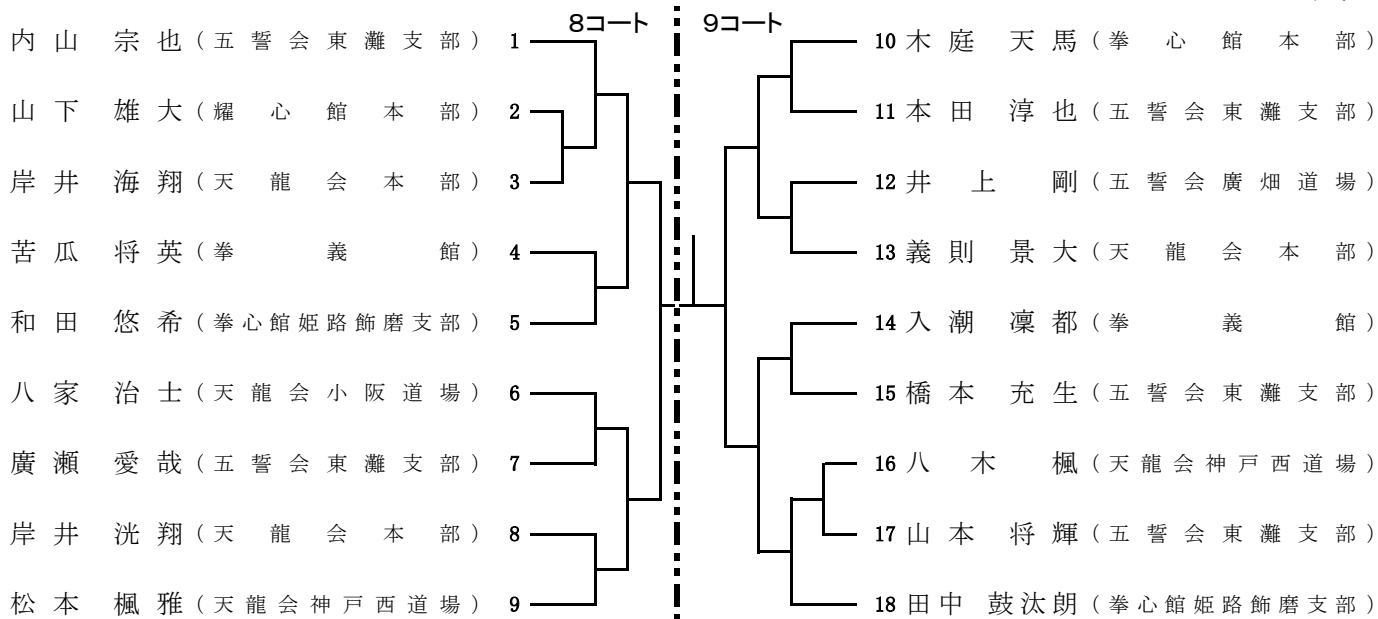 8コート 9コート
内山 宗也(五誓会東灘支部) 1
山下 雄大(耀心館本部) 2
岸井 海翔(天龍会本部) 3
苦瓜 将英(拳義館) 4
和田 悠希(拳心館姫路飾磨支部) 5
八家 治士(天龍会小阪道場) 6
廣瀬 愛哉(五誓会東灘支部) 7
岸井 洸翔(天龍会本部) 8
松本 楓雅(天龍会神戸西道場) 9
10 木庭 天馬(拳心館本部)
11 本田 淳也(五誓会東灘支部)
12 井上 剛(五誓会廣畑道場)
13 義則 景大(天龍会本部)
14 入潮 凜都(拳義館)
15 橋本 充生(五誓会東灘支部)
16 八木 楓(天龍会神戸西道場)
17 山本 将輝(五誓会東灘支部)
18 田中 鼓汰朗(拳心館姫路飾磨支部)